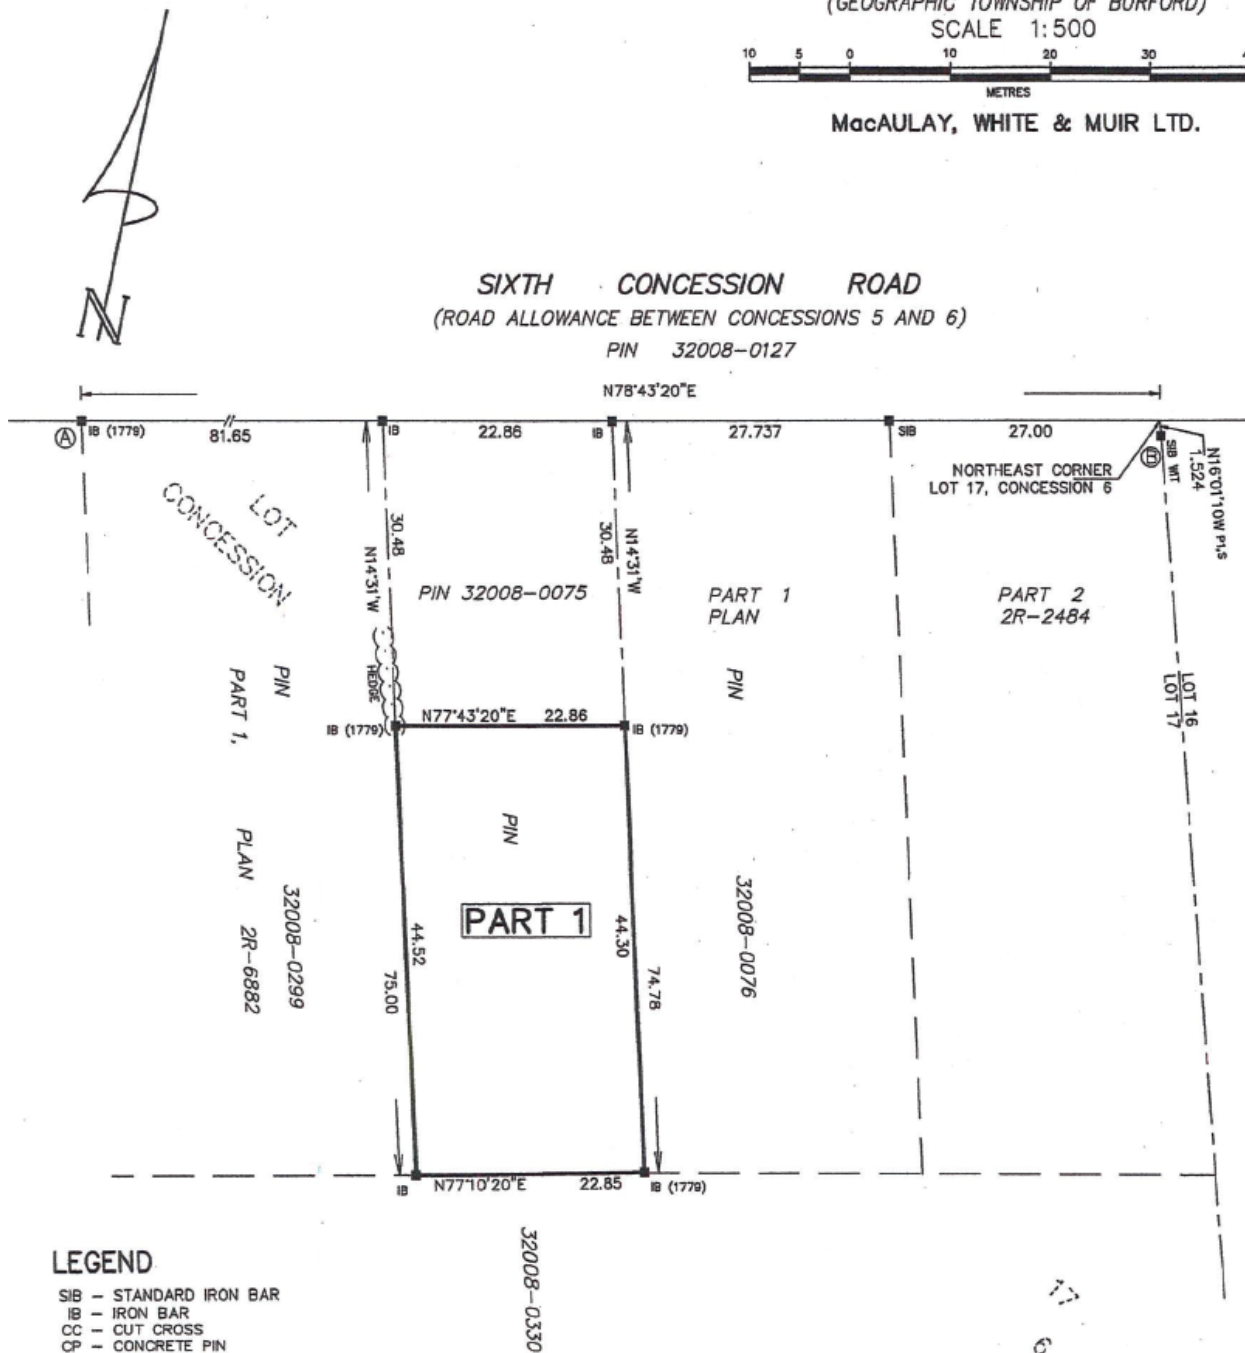 (GEOGRAPHIC TOWNSHIP OF BURFORD)
SCALE 1:500
10 5 0 10 20 30
METRES
MacAULAY, WHITE & MUIR LTD.
N
SIXTH CONCESSION ROAD
(ROAD ALLOWANCE BETWEEN CONCESSIONS 5 AND 6)
PIN 32008-0127
N78°43'20"E
A
IB (1779)
81.65
IB
22.86
IB
27.737
SIB
27.00
NORTHEAST CORNER
LOT 17, CONCESSION 6
B
SIB WIT
N16°01'10W P1,S
1.524
LOT
CONCESSION
30.48
N14°31'W
30.48
N14°31'W
PIN 32008-0075
PART 1
PLAN
PART 2
2R-2484
HEDGE
PIN
PART 1,
PIN
LOT 16
LOT 17
IB (1779)
N77°43'20"E 22.86
IB (1779)
PIN
PLAN 2R-6882
32008-0299
PART 1
44.52
75.00
44.30
74.78
32008-0076
IB
N77°10'20"E 22.85
IB (1779)
32008-0330
LEGEND
SIB - STANDARD IRON BAR
IB - IRON BAR
CC - CUT CROSS
CP - CONCRETE PIN
17
6